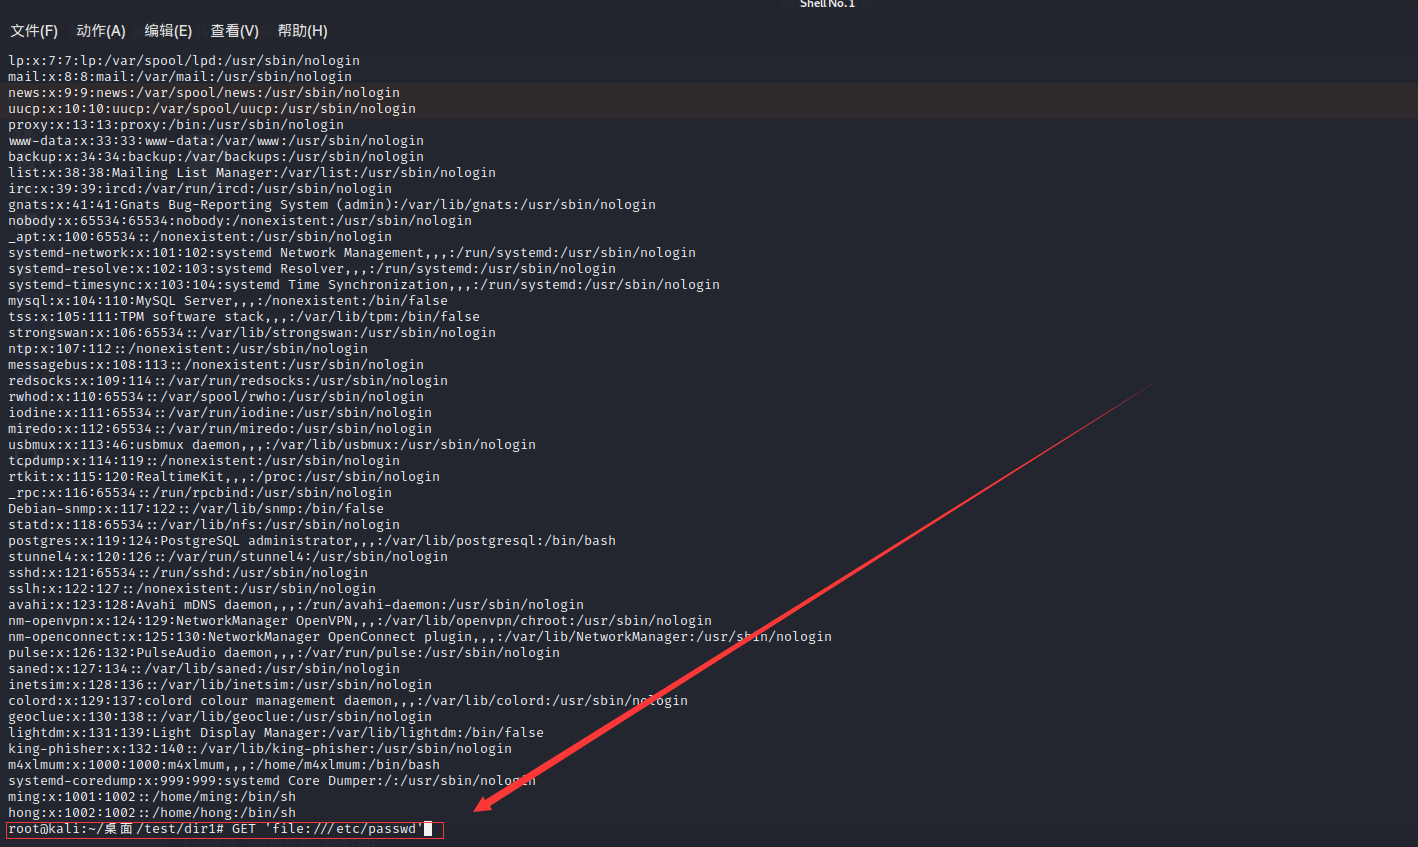 Shell No. 1
文件(F) 动作(A) 编辑(E) 查看(V) 帮助(H)
lp:x:7:7:lp:/var/spool/lpd:/usr/sbin/nologin
mail:x:8:8:mail:/var/mail:/usr/sbin/nologin
news:x:9:9:news:/var/spool/news:/usr/sbin/nologin
uucp:x:10:10:uucp:/var/spool/uucp:/usr/sbin/nologin
proxy:x:13:13:proxy:/bin:/usr/sbin/nologin
www-data:x:33:33:www-data:/var/www:/usr/sbin/nologin
backup:x:34:34:backup:/var/backups:/usr/sbin/nologin
list:x:38:38:Mailing List Manager:/var/list:/usr/sbin/nologin
irc:x:39:39:ircd:/var/run/ircd:/usr/sbin/nologin
gnats:x:41:41:Gnats Bug-Reporting System (admin):/var/lib/gnats:/usr/sbin/nologin
nobody:x:65534:65534:nobody:/nonexistent:/usr/sbin/nologin
_apt:x:100:65534::/nonexistent:/usr/sbin/nologin
systemd-network:x:101:102:systemd Network Management,,,:/run/systemd:/usr/sbin/nologin
systemd-resolve:x:102:103:systemd Resolver,,,:/run/systemd:/usr/sbin/nologin
systemd-timesync:x:103:104:systemd Time Synchronization,,,:/run/systemd:/usr/sbin/nologin
mysql:x:104:110:MySQL Server,,,:/nonexistent:/bin/false
tss:x:105:111:TPM software stack,,,:/var/lib/tpm:/bin/false
strongswan:x:106:65534::/var/lib/strongswan:/usr/sbin/nologin
ntp:x:107:112::/nonexistent:/usr/sbin/nologin
messagebus:x:108:113::/nonexistent:/usr/sbin/nologin
redsocks:x:109:114::/var/run/redsocks:/usr/sbin/nologin
rwhod:x:110:65534::/var/spool/rwho:/usr/sbin/nologin
iodine:x:111:65534::/var/run/iodine:/usr/sbin/nologin
miredo:x:112:65534::/var/run/miredo:/usr/sbin/nologin
usbmux:x:113:46:usbmux daemon,,,:/var/lib/usbmux:/usr/sbin/nologin
tcpdump:x:114:119::/nonexistent:/usr/sbin/nologin
rtkit:x:115:120:RealtimeKit,,,:/proc:/usr/sbin/nologin
_rpc:x:116:65534::/run/rpcbind:/usr/sbin/nologin
Debian-snmp:x:117:122::/var/lib/snmp:/bin/false
statd:x:118:65534::/var/lib/nfs:/usr/sbin/nologin
postgres:x:119:124:PostgreSQL administrator,,,:/var/lib/postgresql:/bin/bash
stunnel4:x:120:126::/var/run/stunnel4:/usr/sbin/nologin
sshd:x:121:65534::/run/sshd:/usr/sbin/nologin
sslh:x:122:127::/nonexistent:/usr/sbin/nologin
avahi:x:123:128:Avahi mDNS daemon,,,:/run/avahi-daemon:/usr/sbin/nologin
nm-openvpn:x:124:129:NetworkManager OpenVPN,,,:/var/lib/openvpn/chroot:/usr/sbin/nologin
nm-openconnect:x:125:130:NetworkManager OpenConnect plugin,,,:/var/lib/NetworkManager:/usr/sbin/nologin
pulse:x:126:132:PulseAudio daemon,,,:/var/run/pulse:/usr/sbin/nologin
saned:x:127:134::/var/lib/saned:/usr/sbin/nologin
inetsim:x:128:136::/var/lib/inetsim:/usr/sbin/nologin
colord:x:129:137:colord colour management daemon,,,:/var/lib/colord:/usr/sbin/nologin
geoclue:x:130:138::/var/lib/geoclue:/usr/sbin/nologin
lightdm:x:131:139:Light Display Manager:/var/lib/lightdm:/bin/false
king-phisher:x:132:140::/var/lib/king-phisher:/usr/sbin/nologin
m4xlmum:x:1000:1000:m4xlmum,,,:/home/m4xlmum:/bin/bash
systemd-coredump:x:999:999:systemd Core Dumper:/:/usr/sbin/nologin
ming:x:1001:1002::/home/ming:/bin/sh
hong:x:1002:1002::/home/hong:/bin/sh
root@kali:~/桌面/test/dir1# GET 'file:///etc/passwd'